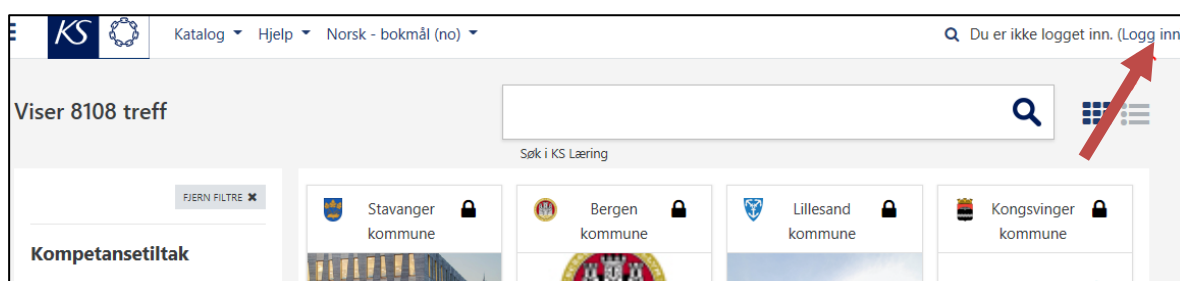 KS Katalog Hjelp Norsk - bokmål (no) Du er ikke logget inn. (Logg inn
Viser 8108 treff
Søk i KS Læring
FJERN FILTRE ✖
Kompetansetiltak
Stavanger kommune
Bergen kommune
Lillesand kommune
Kongsvinger kommune